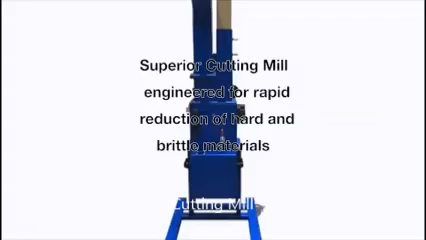 Superior Cutting Mill
engineered for rapid
reduction of hard and
brittle materials
Cutting Mill